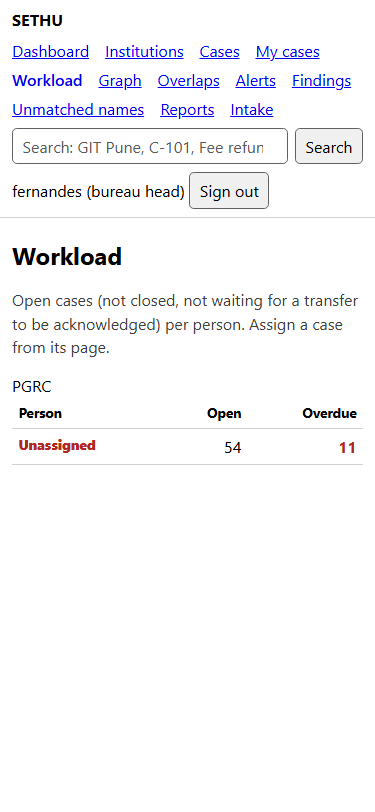 SETHU
Dashboard Institutions Cases My cases
Workload Graph Overlaps Alerts Findings
Unmatched names Reports Intake
Search: GIT Pune, C-101, Fee refun Search
fernandes (bureau head) Sign out
Workload
Open cases (not closed, not waiting for a transfer
to be acknowledged) per person. Assign a case
from its page.
PGRC
Person Open Overdue
Unassigned 54 11